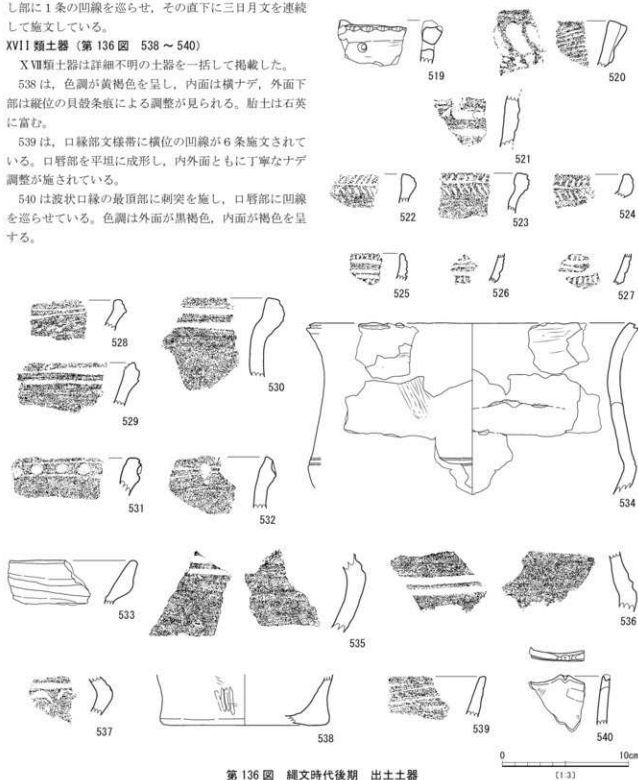 し部に1条の凹線を巡らせ，その直下に三日月文を連続
して施文している。
XVII類土器（第136図　538～540）
XⅦ類土器は詳細不明の土器を一括して掲載した。
538は，色調が黄褐色を呈し，内面は横ナデ，外面下
部は縦位の貝殻条痕による調整が見られる。胎土は石英
に富む。
539は，口縁部文様帯に横位の凹線が6条施文されて
いる。口唇部を平坦に成形し，内外面ともに丁寧なナデ
調整が施されている。
540は波状口縁の最頂部に刺突を施し，口唇部に凹線
を巡らせている。色調は外面が黒褐色，内面が褐色を呈
する。
519
520
521
522
523
524
525
526
527
528
530
529
534
531
532
533
535
536
537
538
539
540
0　10cm
[1:3]
第136図　縄文時代後期　出土土器